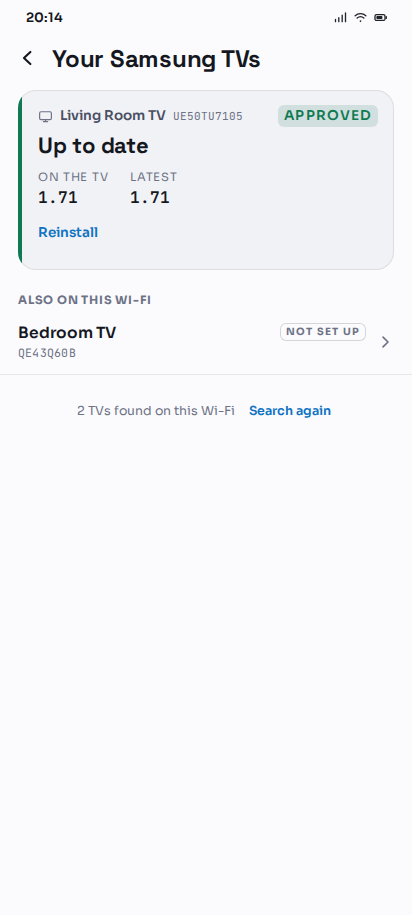 20:14
Your Samsung TVs
Living Room TV UE50TU7105 APPROVED
Up to date
ON THE TV LATEST
1.71 1.71
Reinstall
ALSO ON THIS WI-FI
Bedroom TV NOT SET UP
QE43Q60B
2 TVs found on this Wi-Fi Search again